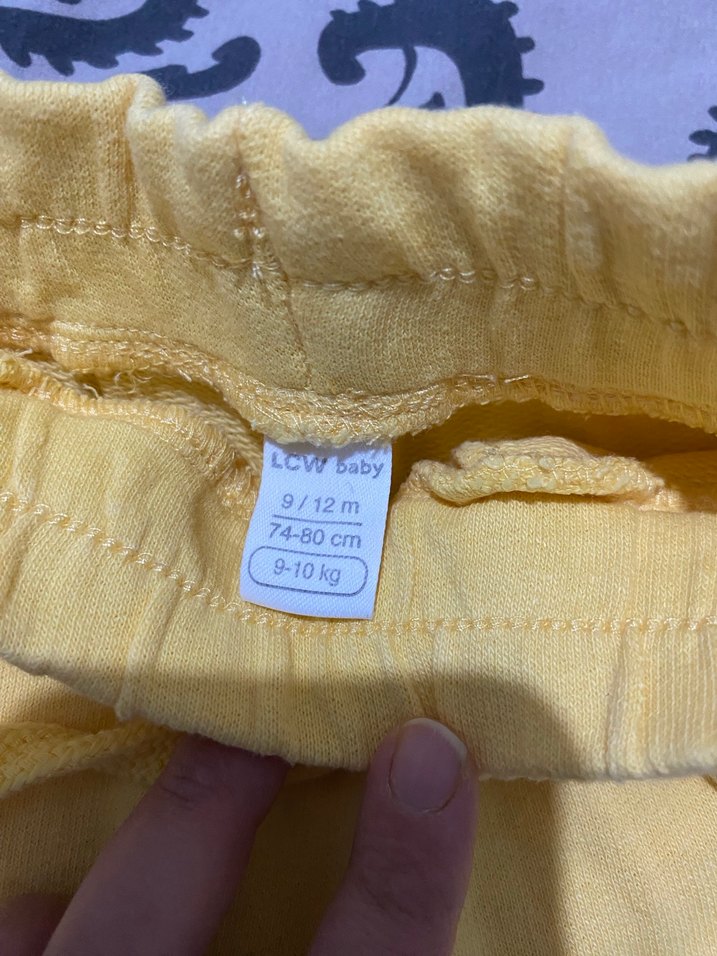 LCW baby
9 / 12 m
74-80 cm
9-10 kg